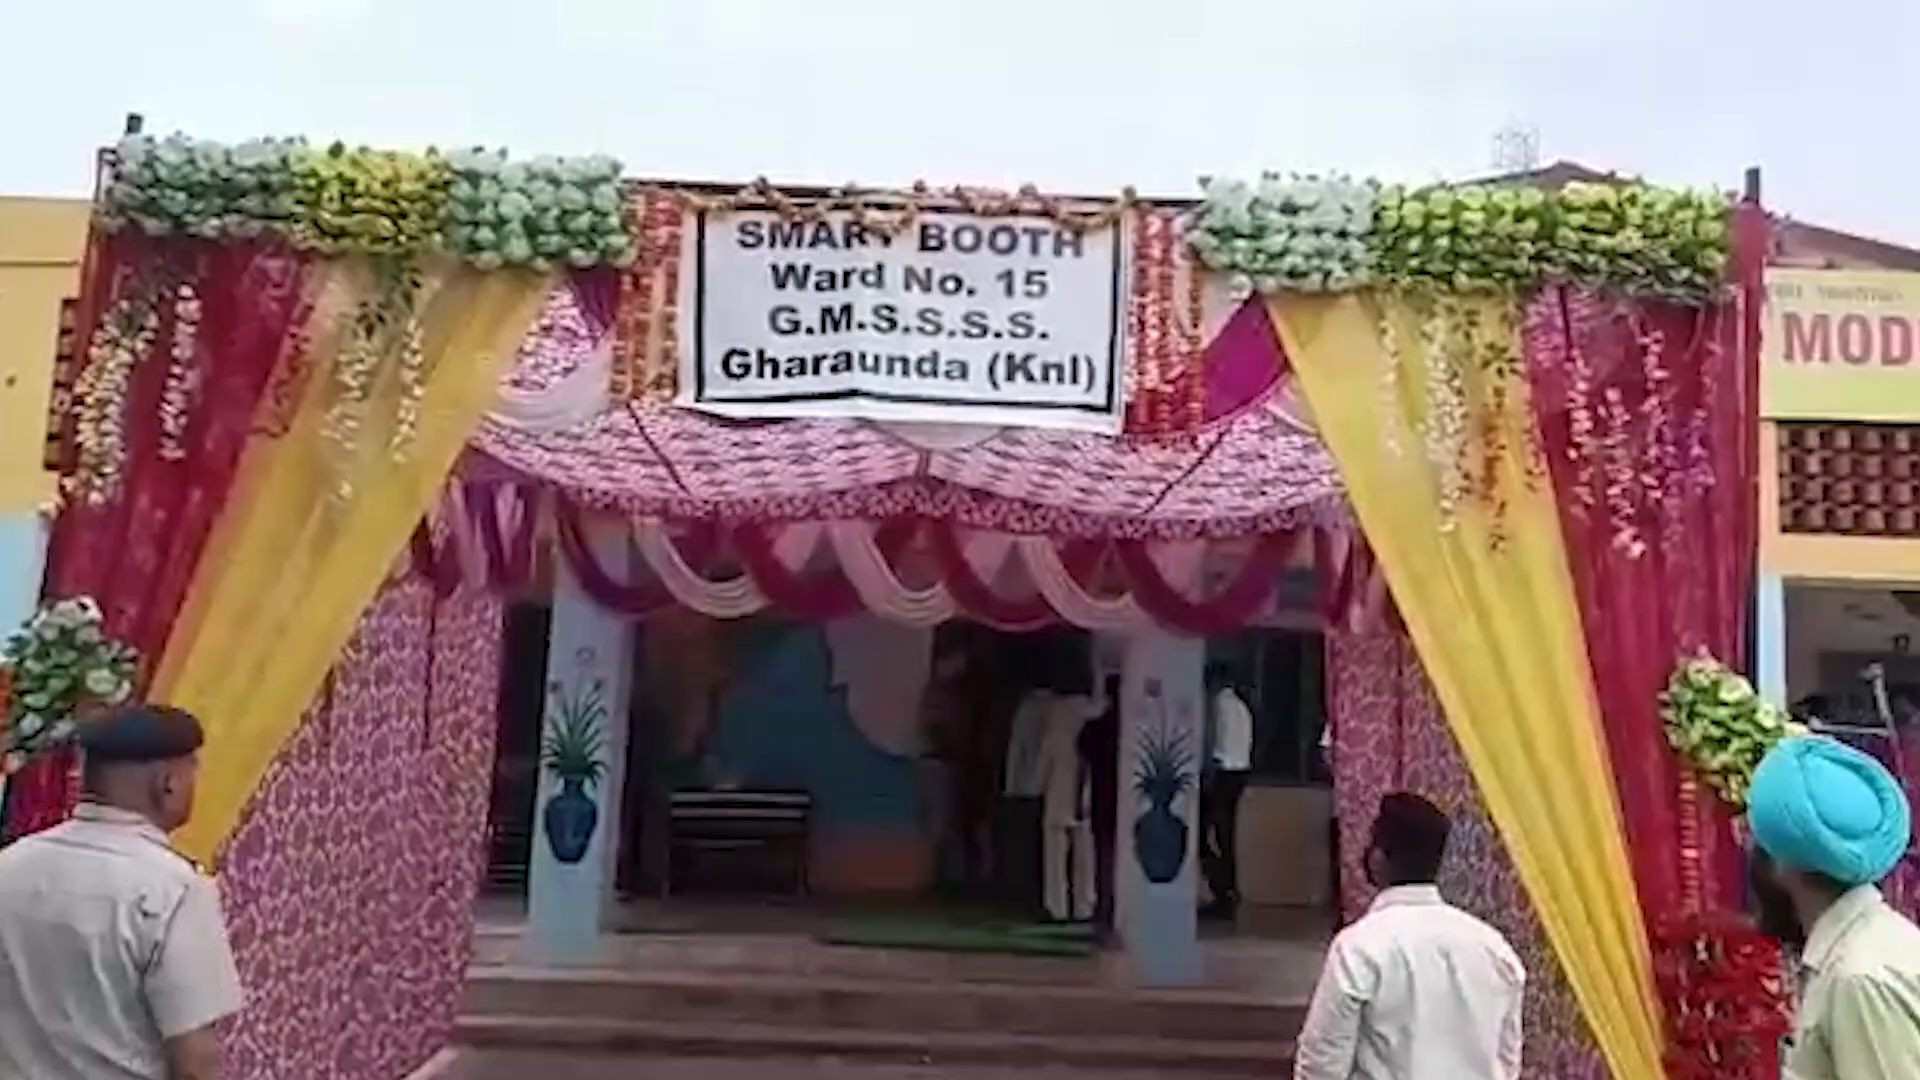 SMART BOOTH
Ward No. 15
G.M.S.S.S.S.
Gharaunda (Knl)
MOD